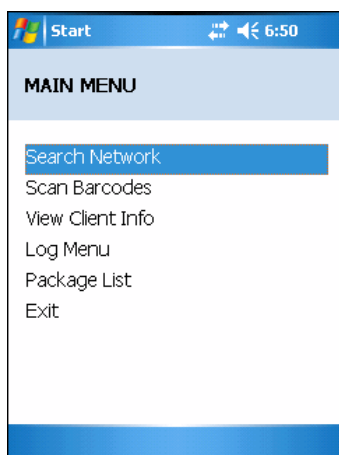 Start 6:50
MAIN MENU
Search Network
Scan Barcodes
View Client Info
Log Menu
Package List
Exit